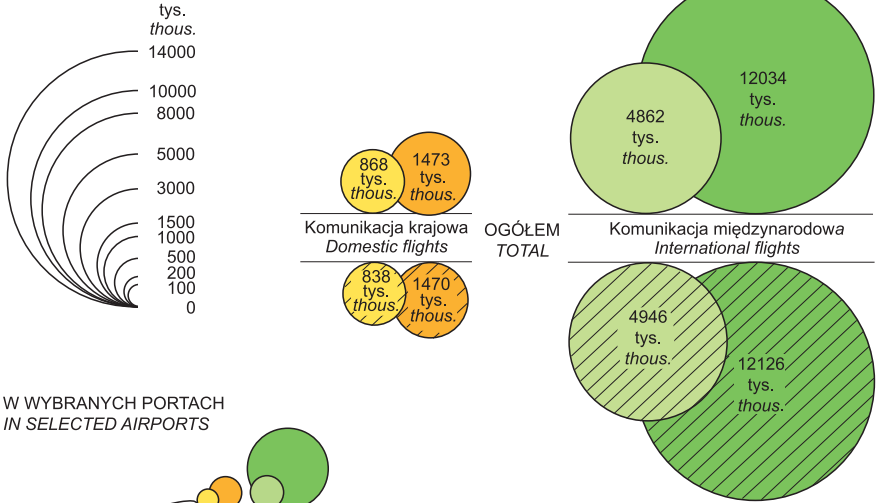 tys.
thous.
14000
10000
8000
5000
3000
1500
1000
500
200
100
0
868
tys.
thous.
1473
tys.
thous.
4862
tys.
thous.
12034
tys.
thous.
Komunikacja krajowa
Domestic flights
OGÓŁEM
TOTAL
Komunikacja międzynarodowa
International flights
838
tys.
thous.
1470
tys.
thous.
4946
tys.
thous.
12126
tys.
thous.
W WYBRANYCH PORTACH
IN SELECTED AIRPORTS